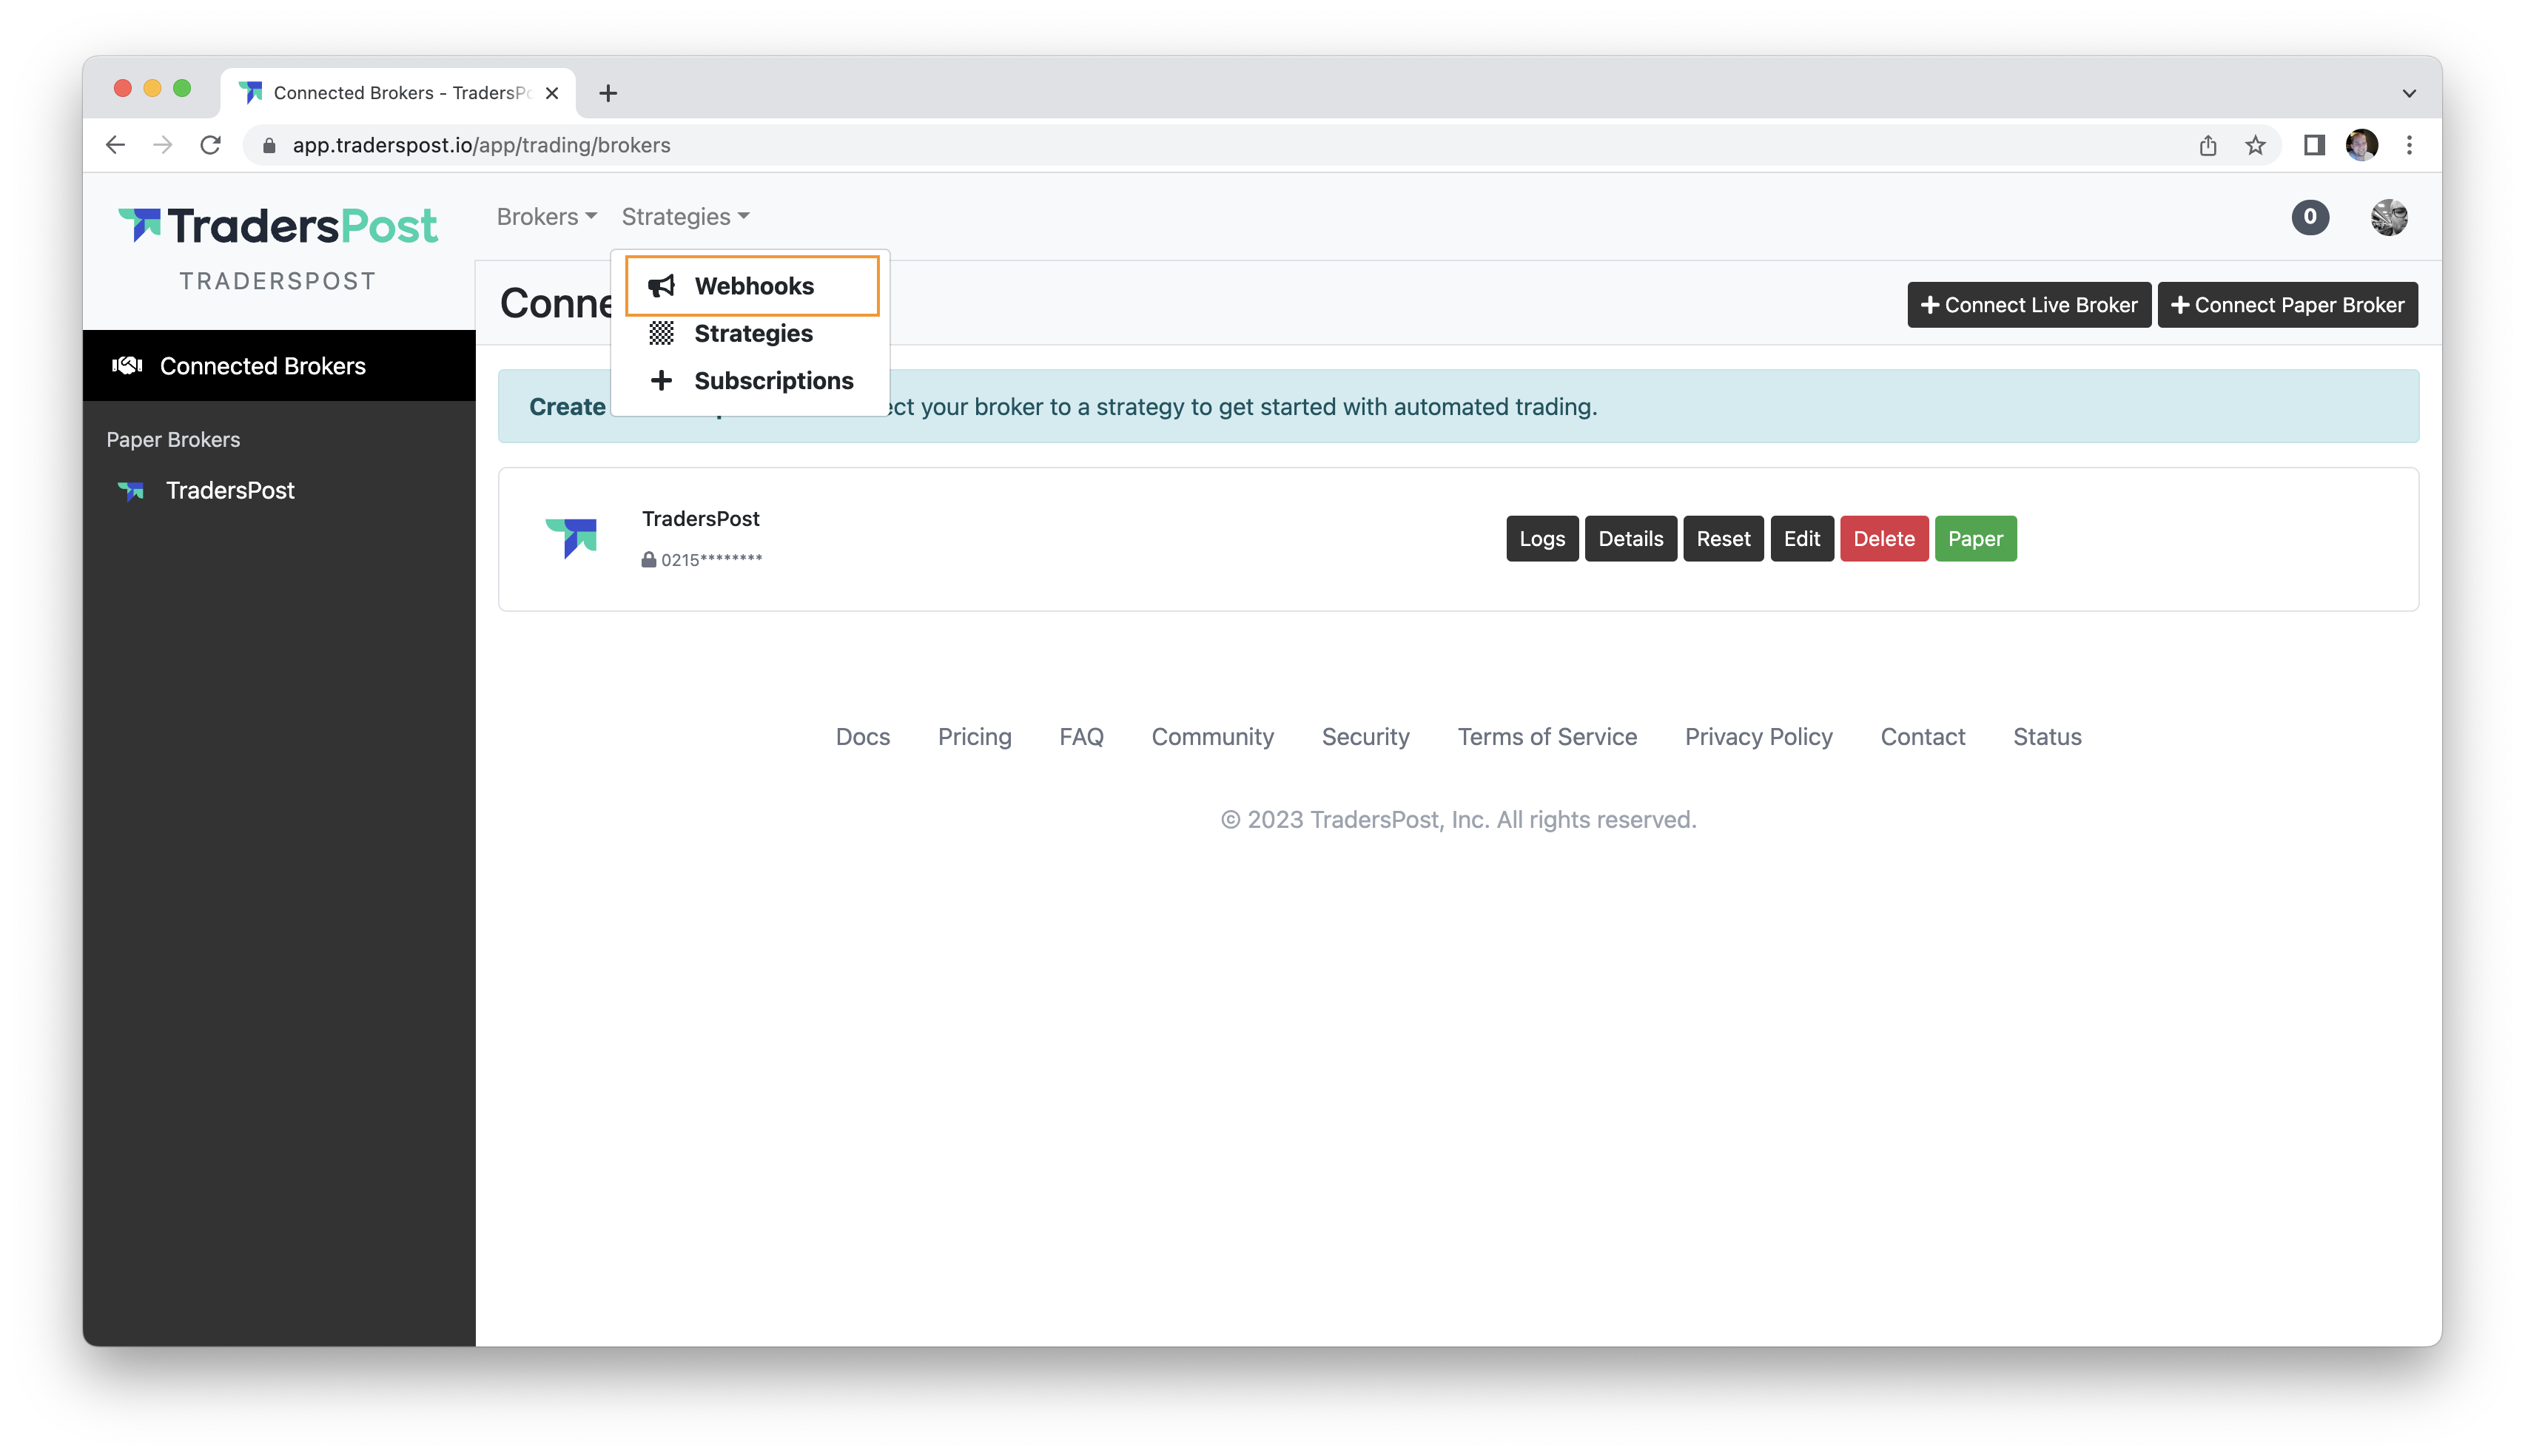 Connected Brokers - TradersPo
app.traderspost.io/app/trading/brokers
TradersPost
TRADERSPOST
Brokers
Strategies
0
Webhooks
Strategies
Subscriptions
Conne
Connect Live Broker
Connect Paper Broker
Connected Brokers
Paper Brokers
TradersPost
Create ect your broker to a strategy to get started with automated trading.
TradersPost
0215********
Logs
Details
Reset
Edit
Delete
Paper
Docs
Pricing
FAQ
Community
Security
Terms of Service
Privacy Policy
Contact
Status
© 2023 TradersPost, Inc. All rights reserved.